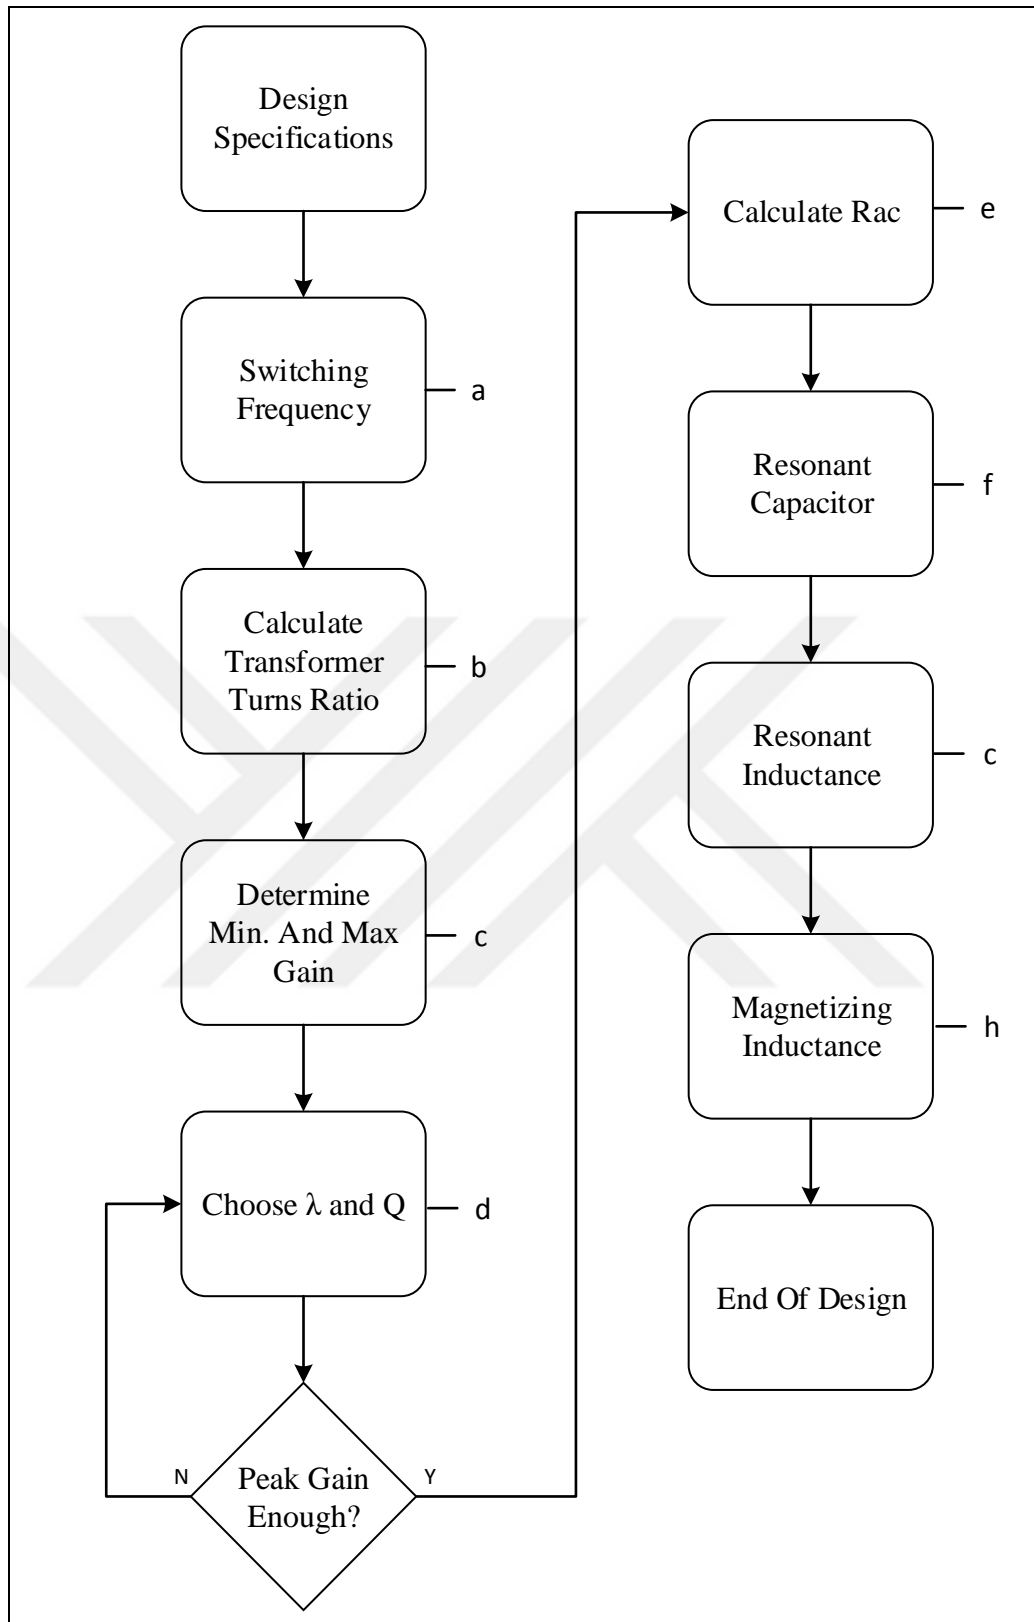 Design
Specifications
Switching
Frequency
a
Calculate
Transformer
Turns Ratio
b
Determine
Min. And Max
Gain
c
Choose λ and Q
d
Peak Gain
Enough?
N
Y
Calculate Rac
e
Resonant
Capacitor
f
Resonant
Inductance
c
Magnetizing
Inductance
h
End Of Design